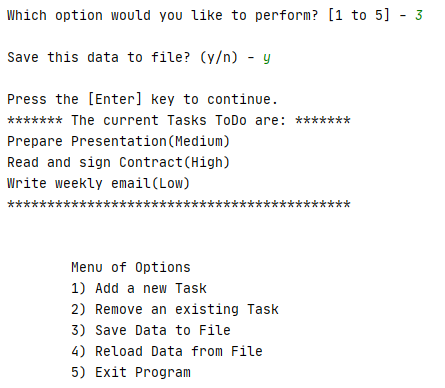 Which option would you like to perform? [1 to 5] - 3
Save this data to file? (y/n) - y
Press the [Enter] key to continue.
******* The current Tasks ToDo are: *******
Prepare Presentation(Medium)
Read and sign Contract(High)
Write weekly email(Low)
*******************************************
Menu of Options
1) Add a new Task
2) Remove an existing Task
3) Save Data to File
4) Reload Data from File
5) Exit Program